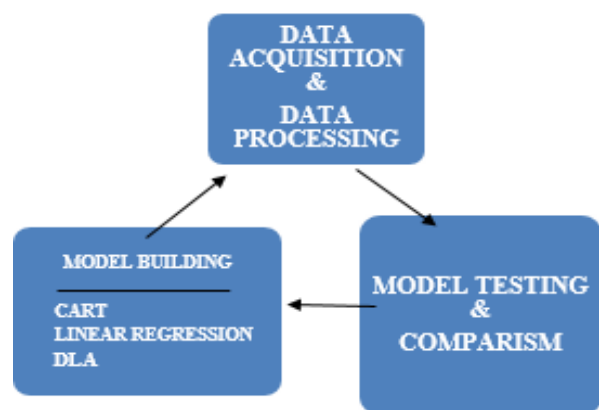 DATA
ACQUISITION
&
DATA
PROCESSING
MODEL BUILDING
CART
LINEAR REGRESSION
DLA
MODEL TESTING
&
COMPARISM